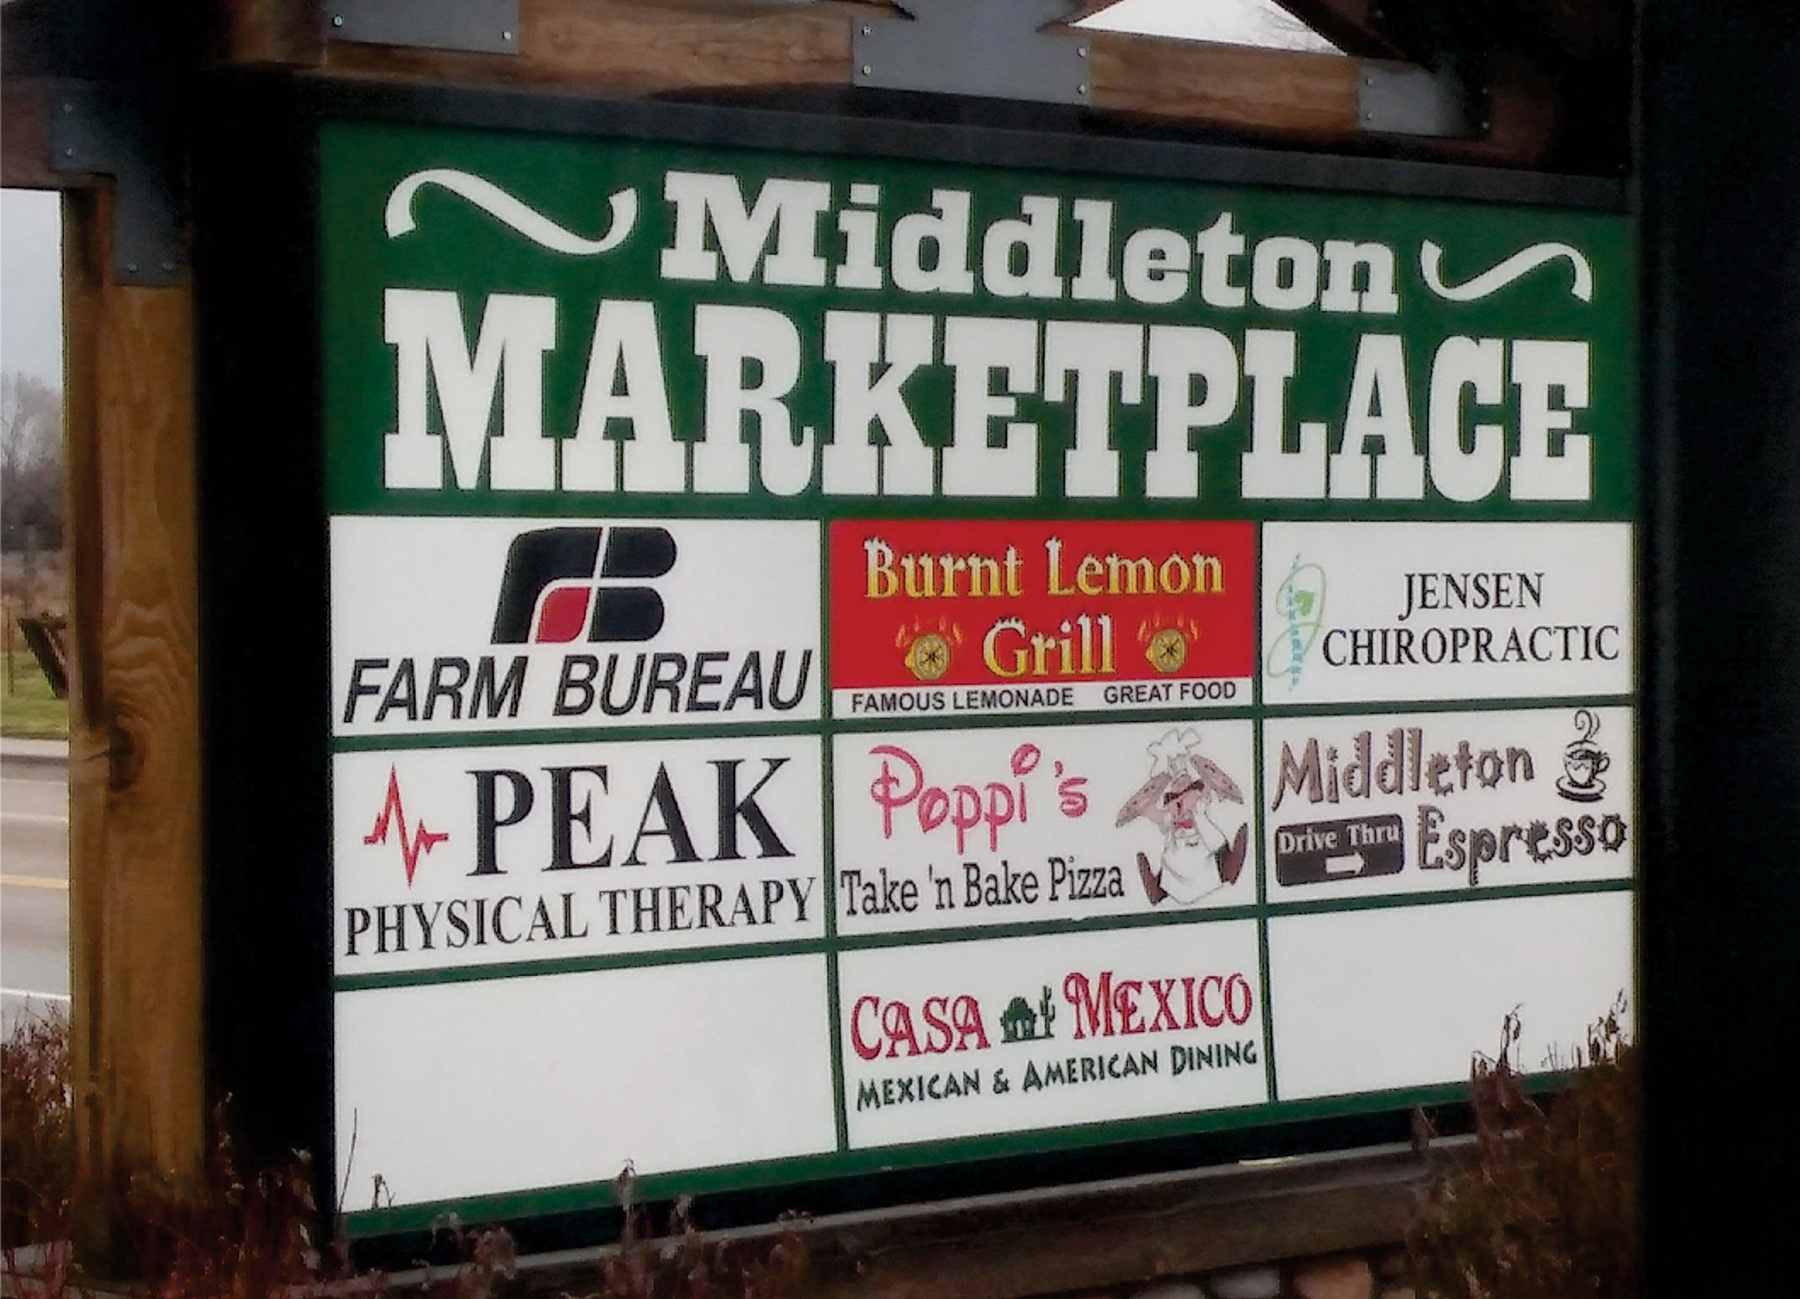 Middleton
MARKETPLACE
FB
FARM BUREAU
Burnt Lemon
Grill
FAMOUS LEMONADE GREAT FOOD
JENSEN
CHIROPRACTIC
PEAK
PHYSICAL THERAPY
Poppi's
Take 'n Bake Pizza
Middleton
Drive Thru
Espresso
CASA MEXICO
MEXICAN & AMERICAN DINING